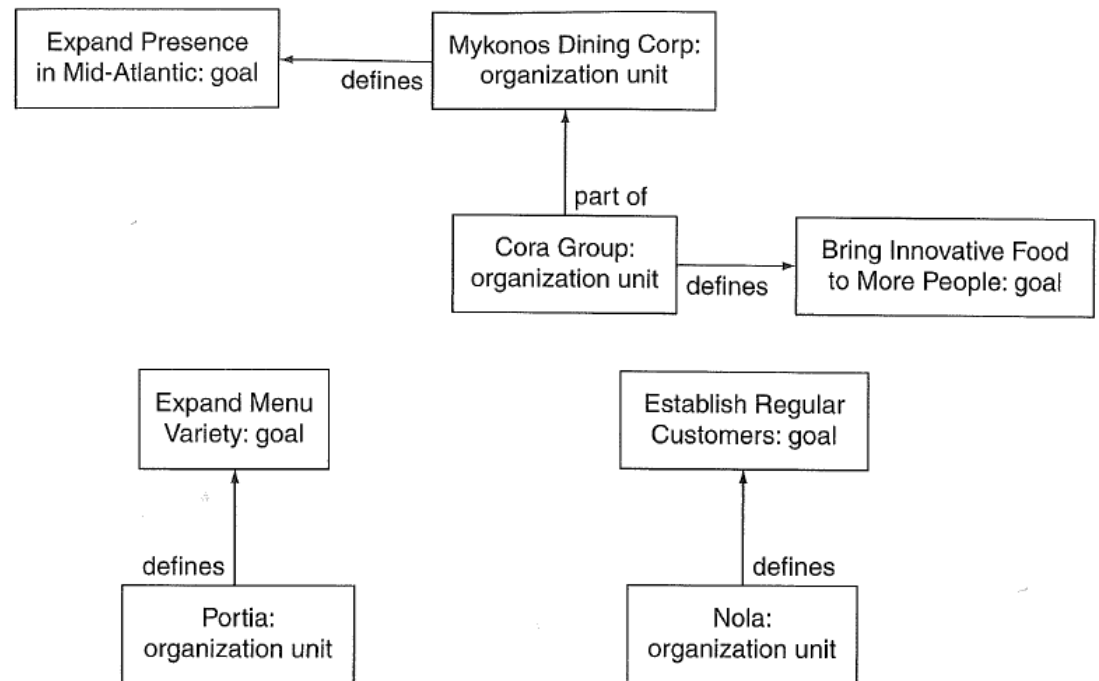 Expand Presence
in Mid-Atlantic: goal
defines
Mykonos Dining Corp:
organization unit
part of
Cora Group:
organization unit
defines
Bring Innovative Food
to More People: goal
Expand Menu
Variety: goal
Establish Regular
Customers: goal
defines
defines
Portia:
organization unit
Nola:
organization unit